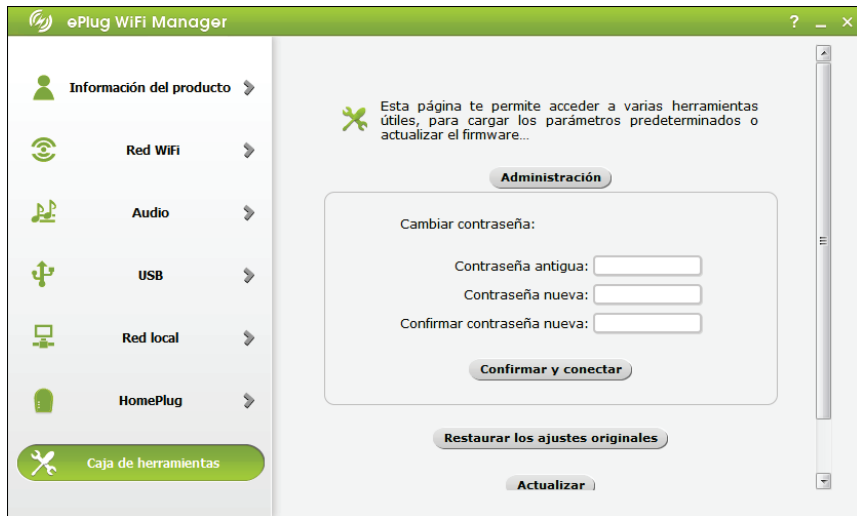 ePlug WiFi Manager
?
Información del producto
Red WiFi
Audio
USB
Red local
HomePlug
Caja de herramientas
Esta página te permite acceder a varias herramientas
útiles, para cargar los parámetros predeterminados o
actualizar el firmware...
Administración
Cambiar contraseña:
Contraseña antigua:
Contraseña nueva:
Confirmar contraseña nueva:
Confirmar y conectar
Restaurar los ajustes originales
Actualizar